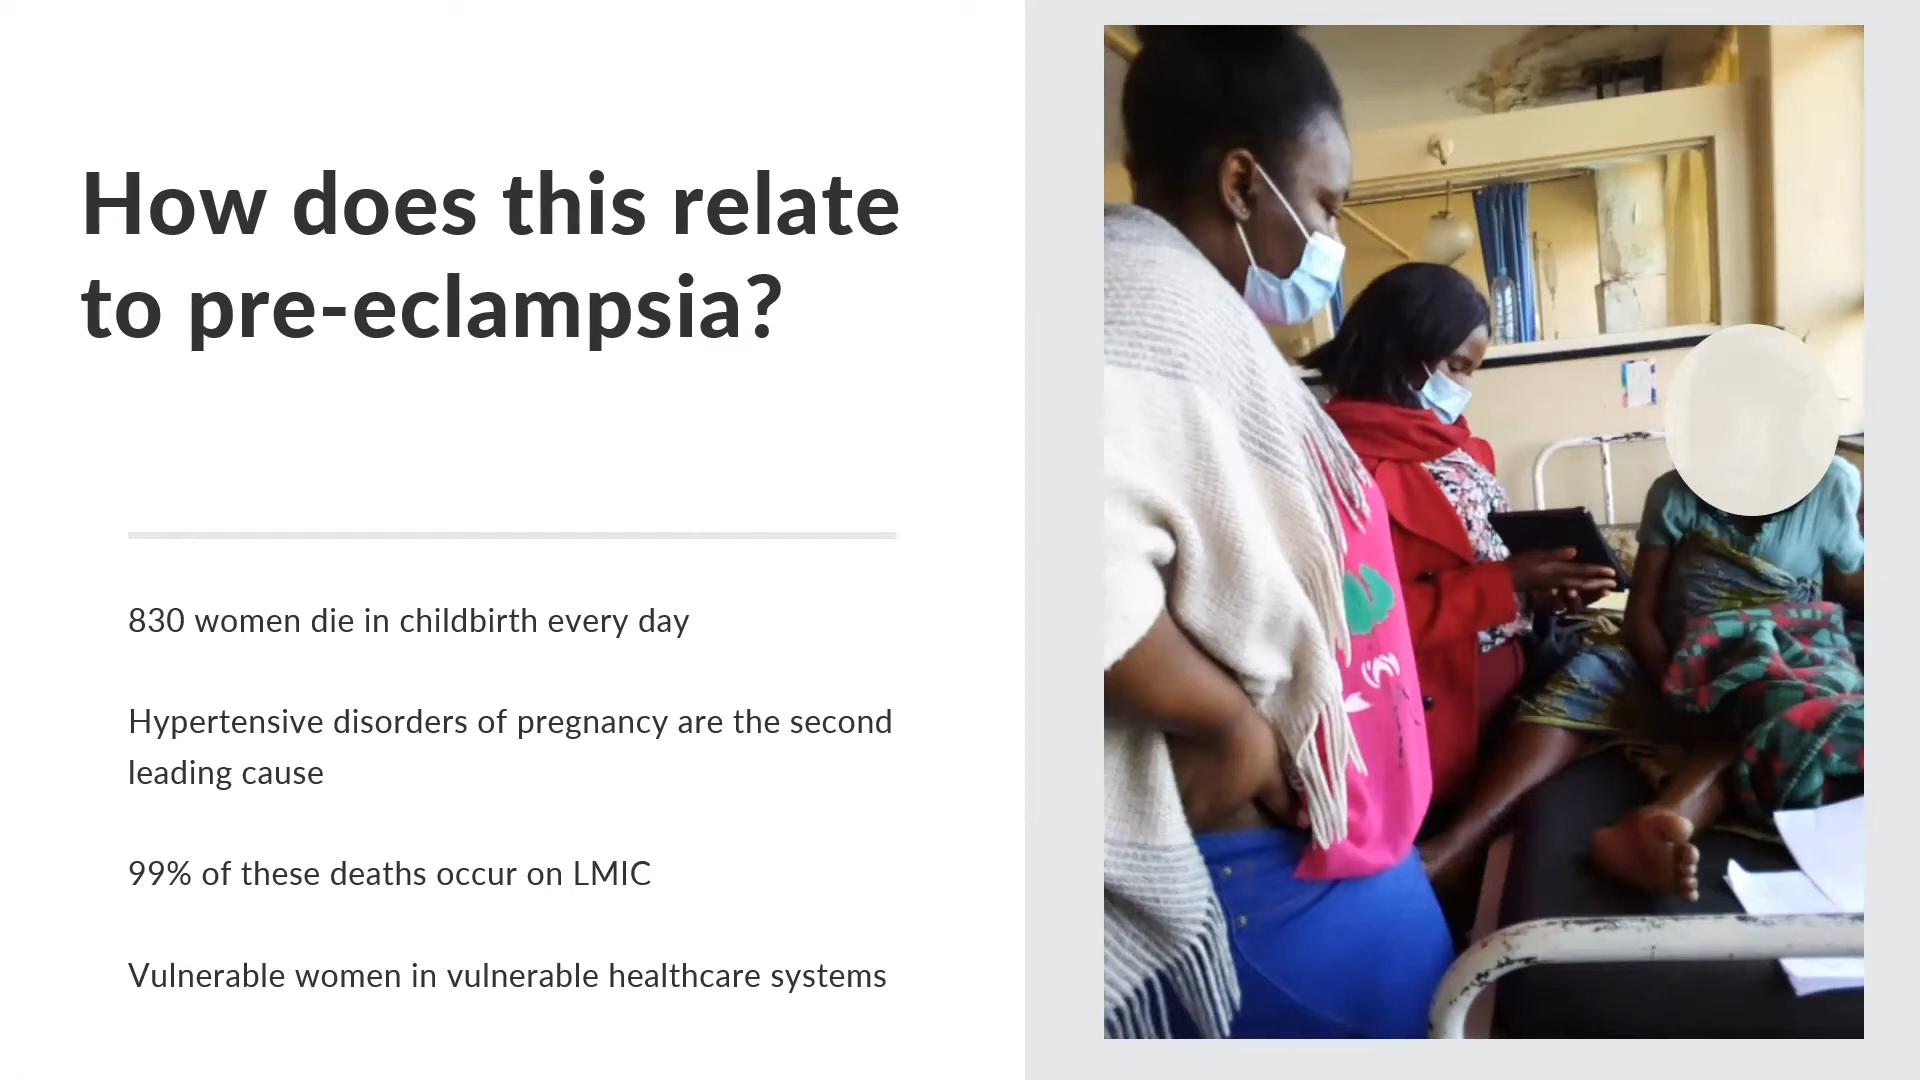 How does this relate
to pre-eclampsia?
830 women die in childbirth every day
Hypertensive disorders of pregnancy are the second
leading cause
99% of these deaths occur on LMIC
Vulnerable women in vulnerable healthcare systems